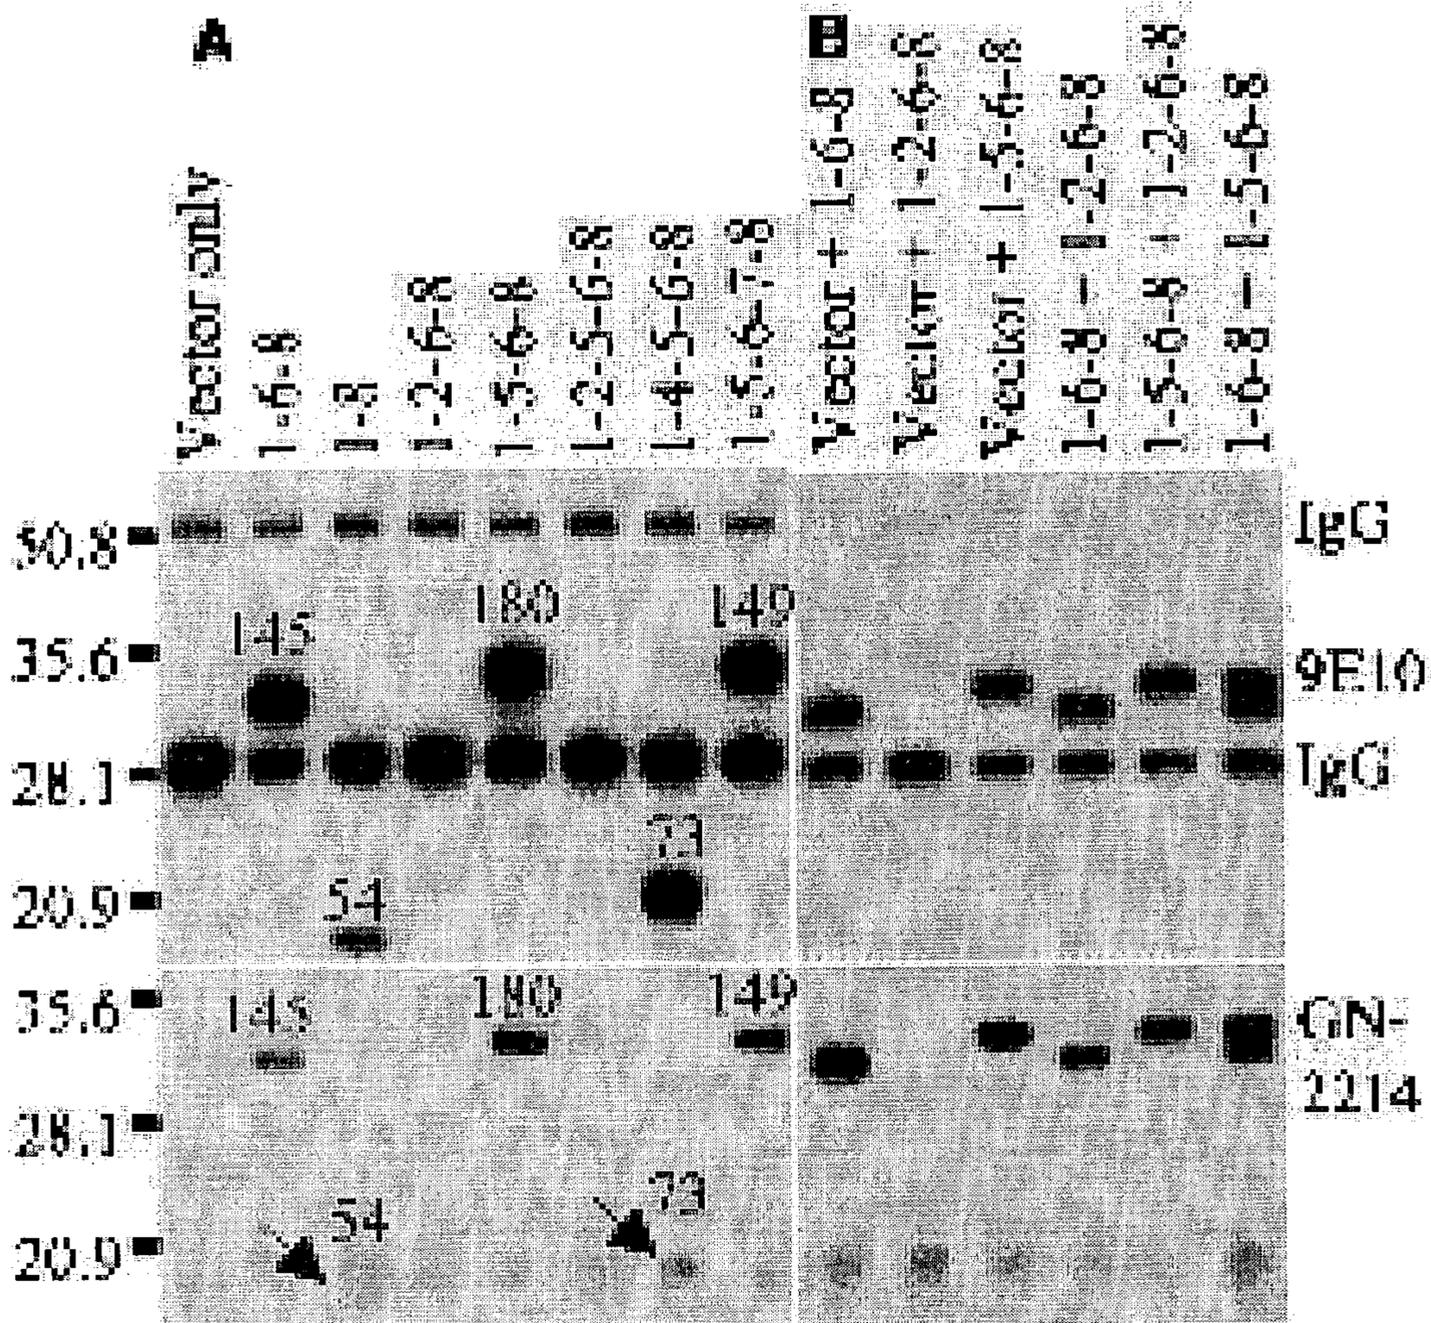 A
B
Vector only
1-6-8
1-8
1-2-6-8
1-5-6-8
1-2-5-6-8
1-4-5-6-8
1-5-6-7-8
Vector + 1-6-8
Vector + 1-2-6-8
Vector + 1-5-6-8
1-6-8 — 1-2-6-8
1-5-6-8 + 1-2-6-8
1-6-8 — 1-5-6-8
50.8
IgG
145
180
149
35.6
9E10
28.1
IgG
73
20.9
54
35.6
145
180
149
GN-
2214
28.1
54
73
20.9